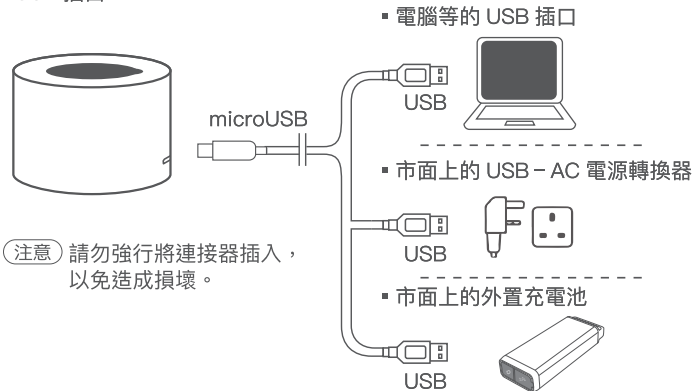 ▪ 電腦等的 USB 插口
microUSB
USB
▪ 市面上的 USB－AC 電源轉換器
USB
注意 請勿強行將連接器插入，
以免造成損壞。
▪ 市面上的外置充電池
USB